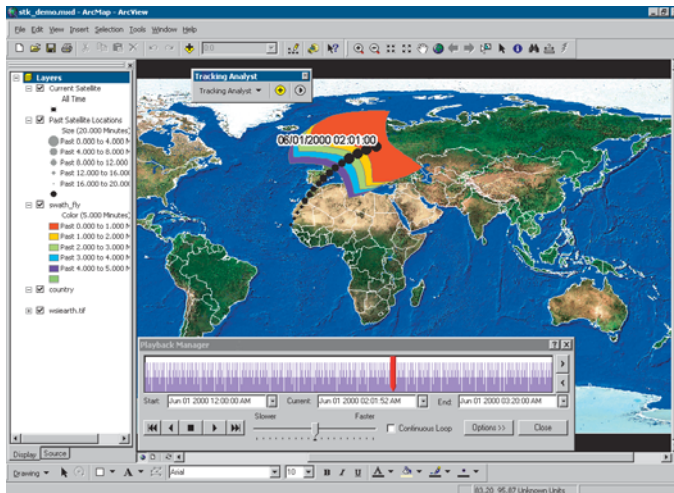 stk_demo.mxd - ArcMap - ArcView
File Edit View Insert Selection Tools Window Help
Layers
Current Satellite
All Time
Past Satellite Locations
Size (20.000 Minutes)
Past 0.000 to 4.000 M
Past 4.000 to 8.000 M
Past 8.000 to 12.000
Past 12.000 to 16.000
Past 16.000 to 20.000
swath_fly
Color (5.000 Minutes)
Past 0.000 to 1.000 M
Past 1.000 to 2.000 M
Past 2.000 to 3.000 M
Past 3.000 to 4.000 M
Past 4.000 to 5.000 M
country
wsiearth.tif
Display Source
Tracking Analyst
Tracking Analyst
06/01/2000 02:01:00
Playback Manager
Start: Jun 01 2000 12:00:00 AM Current: Jun 01 2000 02:01:52 AM End: Jun 01 2000 03:20:00 AM
Slower Faster
Continuous Loop Options >> Close
Drawing Arial 10 B I U A
83.20 95.87 Unknown Units